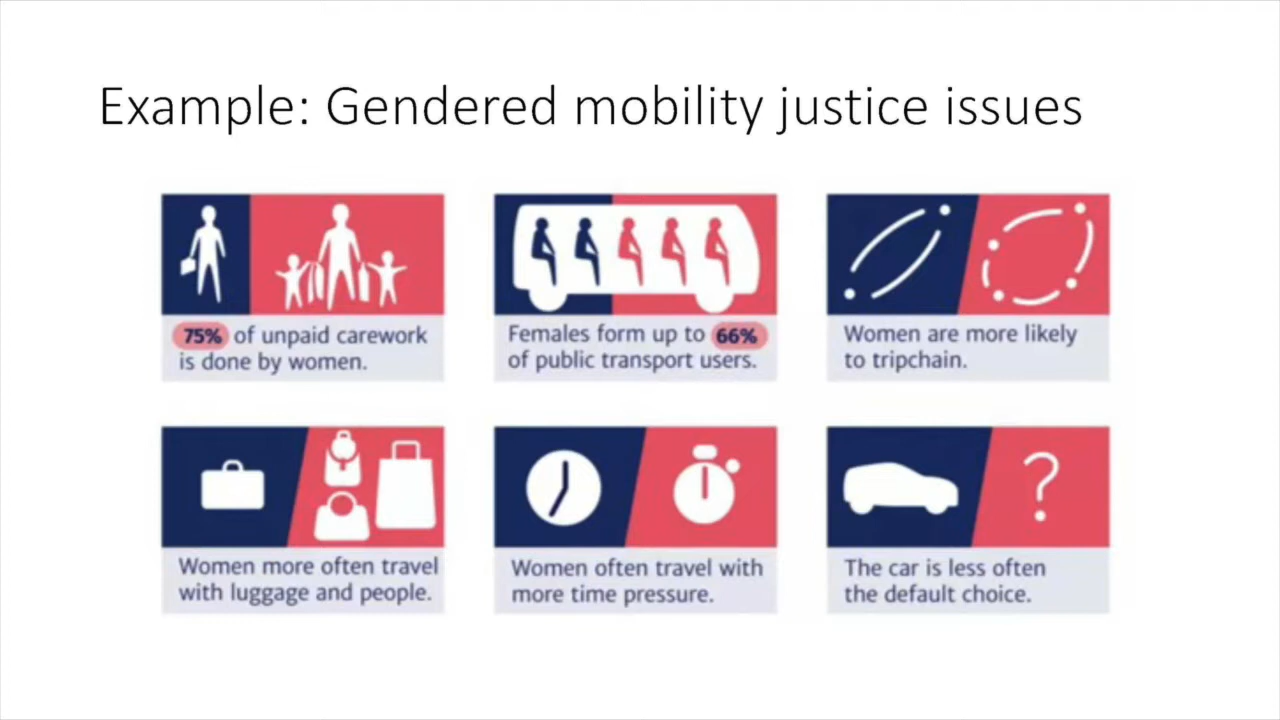 Example: Gendered mobility justice issues
75% of unpaid carework
is done by women.
Females form up to 66%
of public transport users.
Women are more likely
to tripchain.
?
Women more often travel
with luggage and people.
Women often travel with
more time pressure.
The car is less often
the default choice.